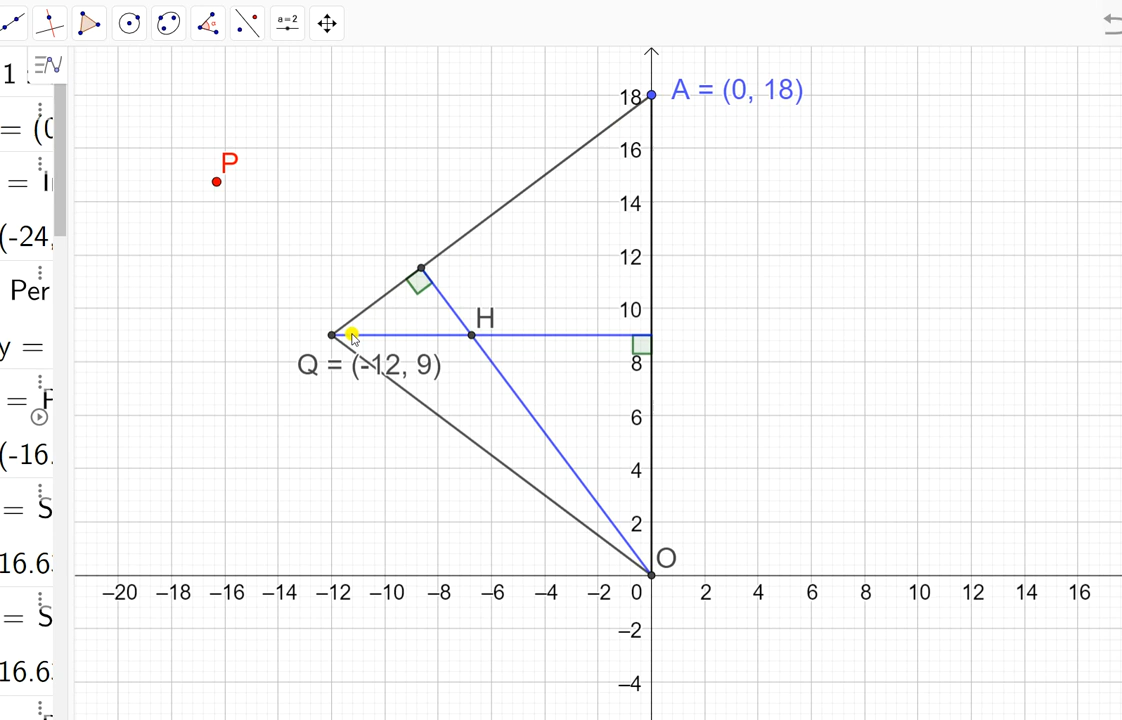 a=2
1
= (0
= I
(-24,
Per
y =
= F
(-16.
= S
16.6
= S
16.6
P
A = (0, 18)
H
Q = (-12, 9)
O
18
16
14
12
10
8
6
4
2
–20 –18 –16 –14 –12 –10 –8 –6 –4 –2 0 2 4 6 8 10 12 14 16
–2
–4